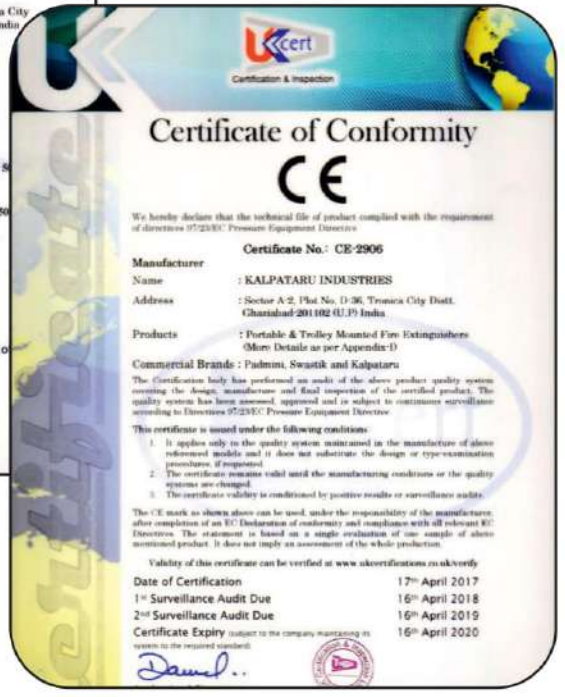 a City
ndia
UK
UKcert
Certification & Inspection
Certificate of Conformity
CE
We hereby declare that the technical file of product complied with the requirement
of directives 97/23/EC Pressure Equipment Directive
Certificate No.: CE-2906
Manufacturer
Name : KALPATARU INDUSTRIES
Address : Sector A-2, Plot No. D-36, Tronica City Distt.
Ghaziabad-201102 (U.P) India
Products : Portable & Trolley Mounted Fire Extinguishers
(More Details as per Appendix-I)
Commercial Brands : Padmini, Swastik and Kalpataru
The Certification body has performed an audit of the above product quality system
covering the design, manufacture and final inspection of the certified product. The
quality system has been assessed, approved and is subject to continuous surveillance
according to Directives 97/23/EC Pressure Equipment Directive.
This certificate is issued under the following conditions
1. It applies only to the quality system maintained in the manufacture of above
referenced models and it does not substitute the design or type-examination
procedures, if requested.
2. The certificate remains valid until the manufacturing conditions or the quality
systems are changed.
3. The certificate validity is conditioned by positive results or surveillance audits.
The CE mark as shown above can be used, under the responsibility of the manufacturer,
after completion of an EC Declaration of conformity and compliance with all relevant EC
Directives. The statement is based on a single evaluation of one sample of above
mentioned product. It does not imply an assessment of the whole production.
Validity of this certificate can be verified at www.ukcertifications.co.uk/verify
Date of Certification 17th April 2017
1st Surveillance Audit Due 16th April 2018
2nd Surveillance Audit Due 16th April 2019
Certificate Expiry (subject to the company maintaining its 16th April 2020
system to the required standard)
certificate